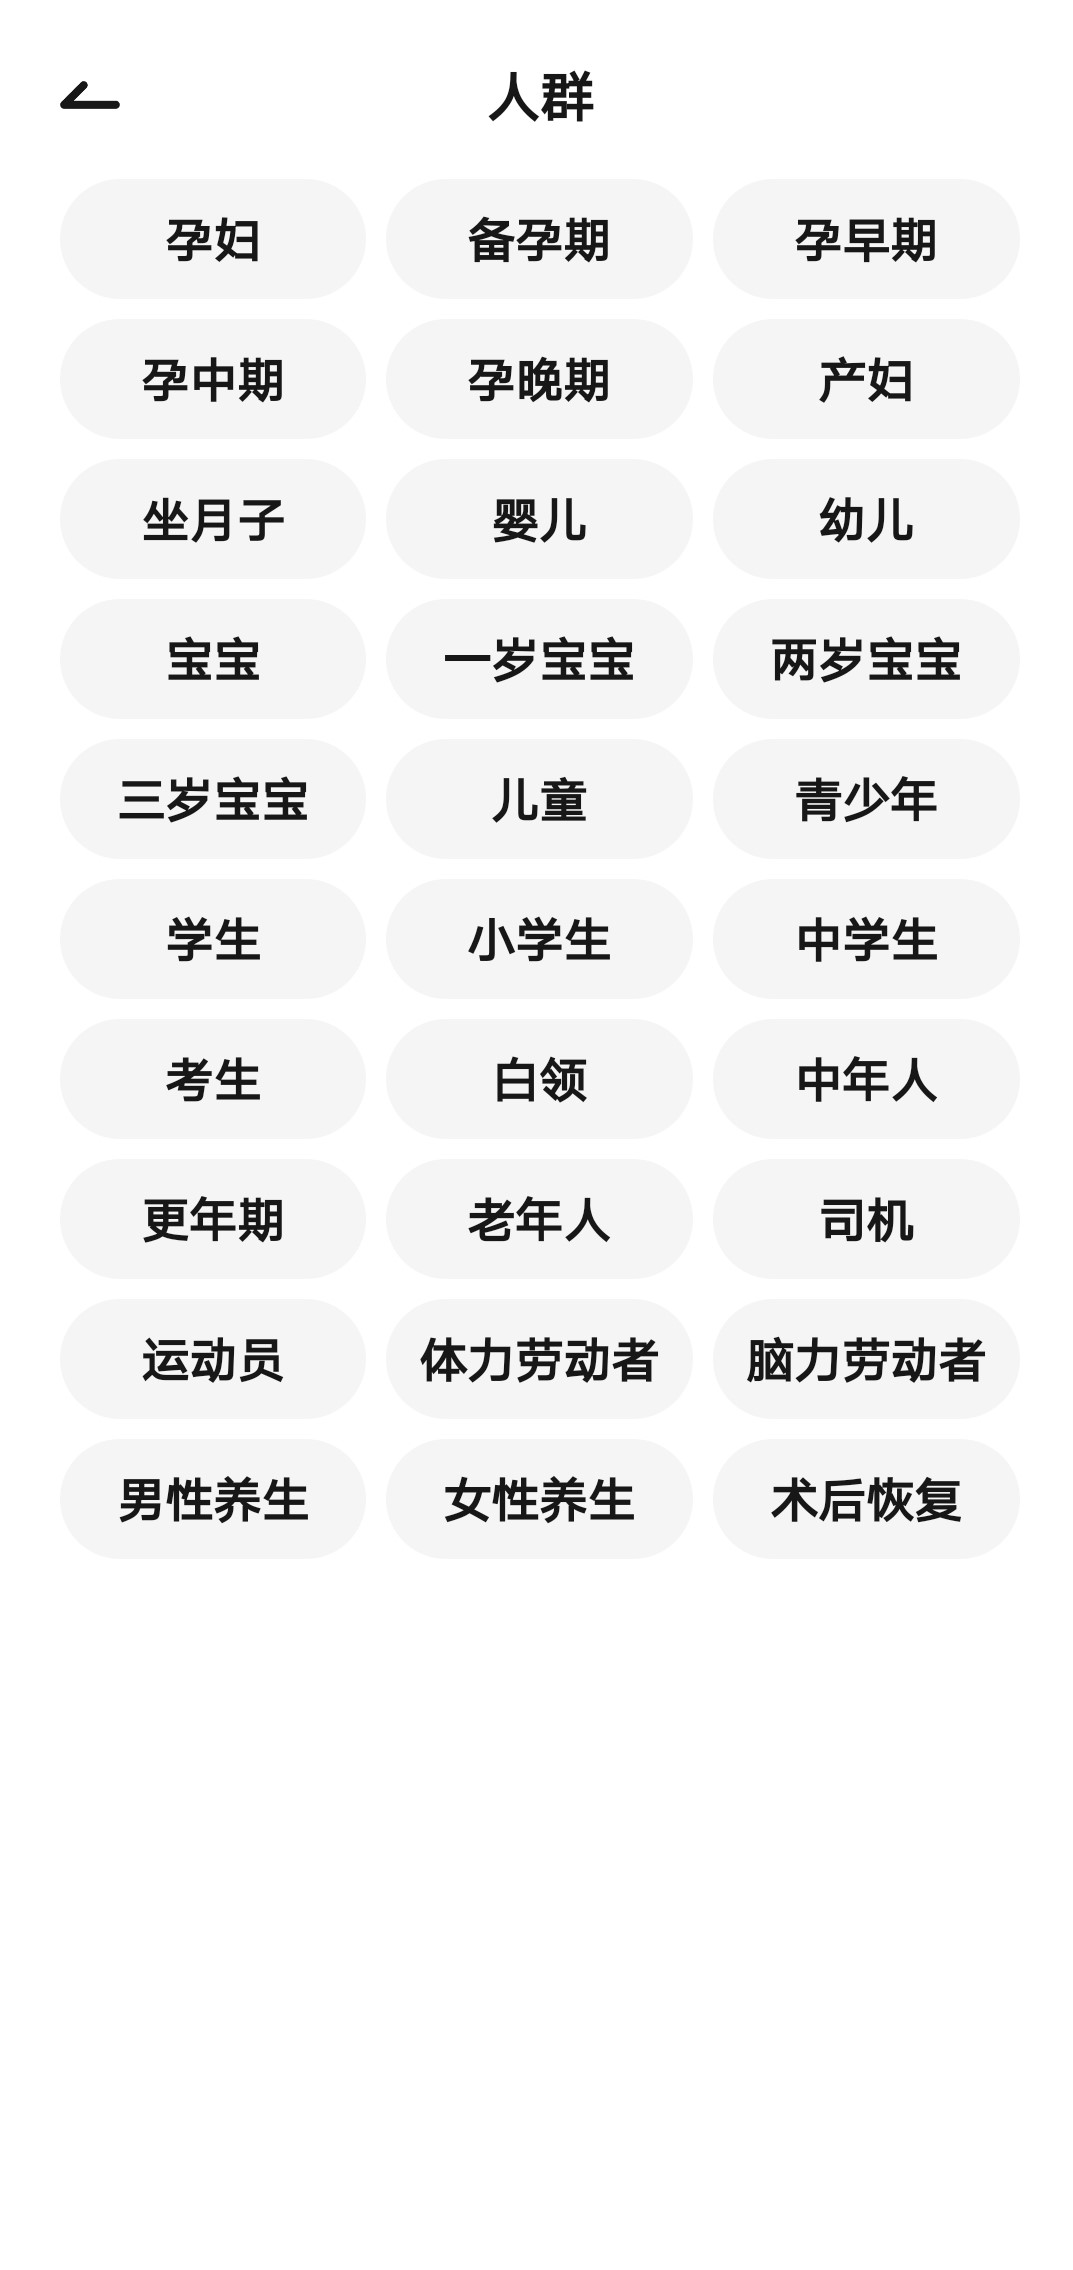 人群
孕妇 备孕期 孕早期
孕中期 孕晚期 产妇
坐月子 婴儿 幼儿
宝宝 一岁宝宝 两岁宝宝
三岁宝宝 儿童 青少年
学生 小学生 中学生
考生 白领 中年人
更年期 老年人 司机
运动员 体力劳动者 脑力劳动者
男性养生 女性养生 术后恢复